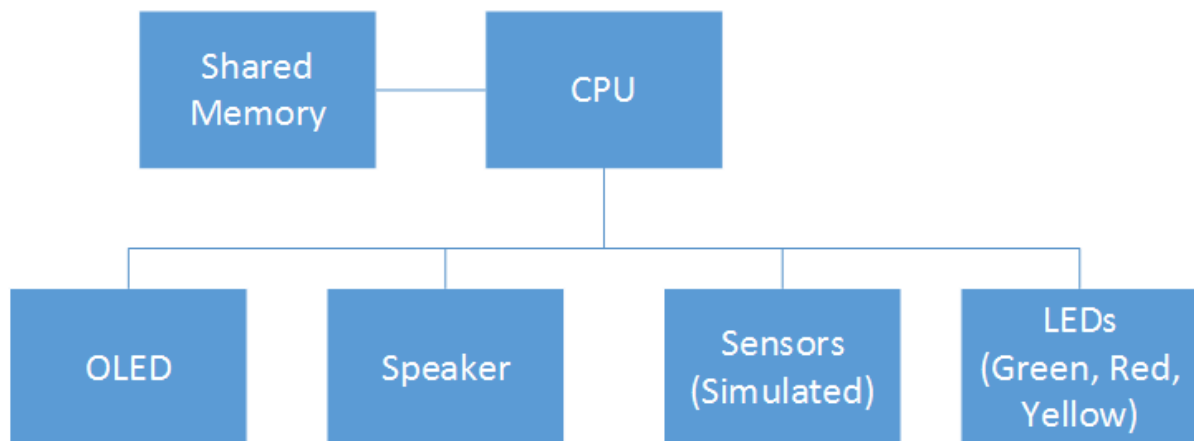 Shared
Memory
CPU
OLED
Speaker
Sensors
(Simulated)
LEDs
(Green, Red,
Yellow)